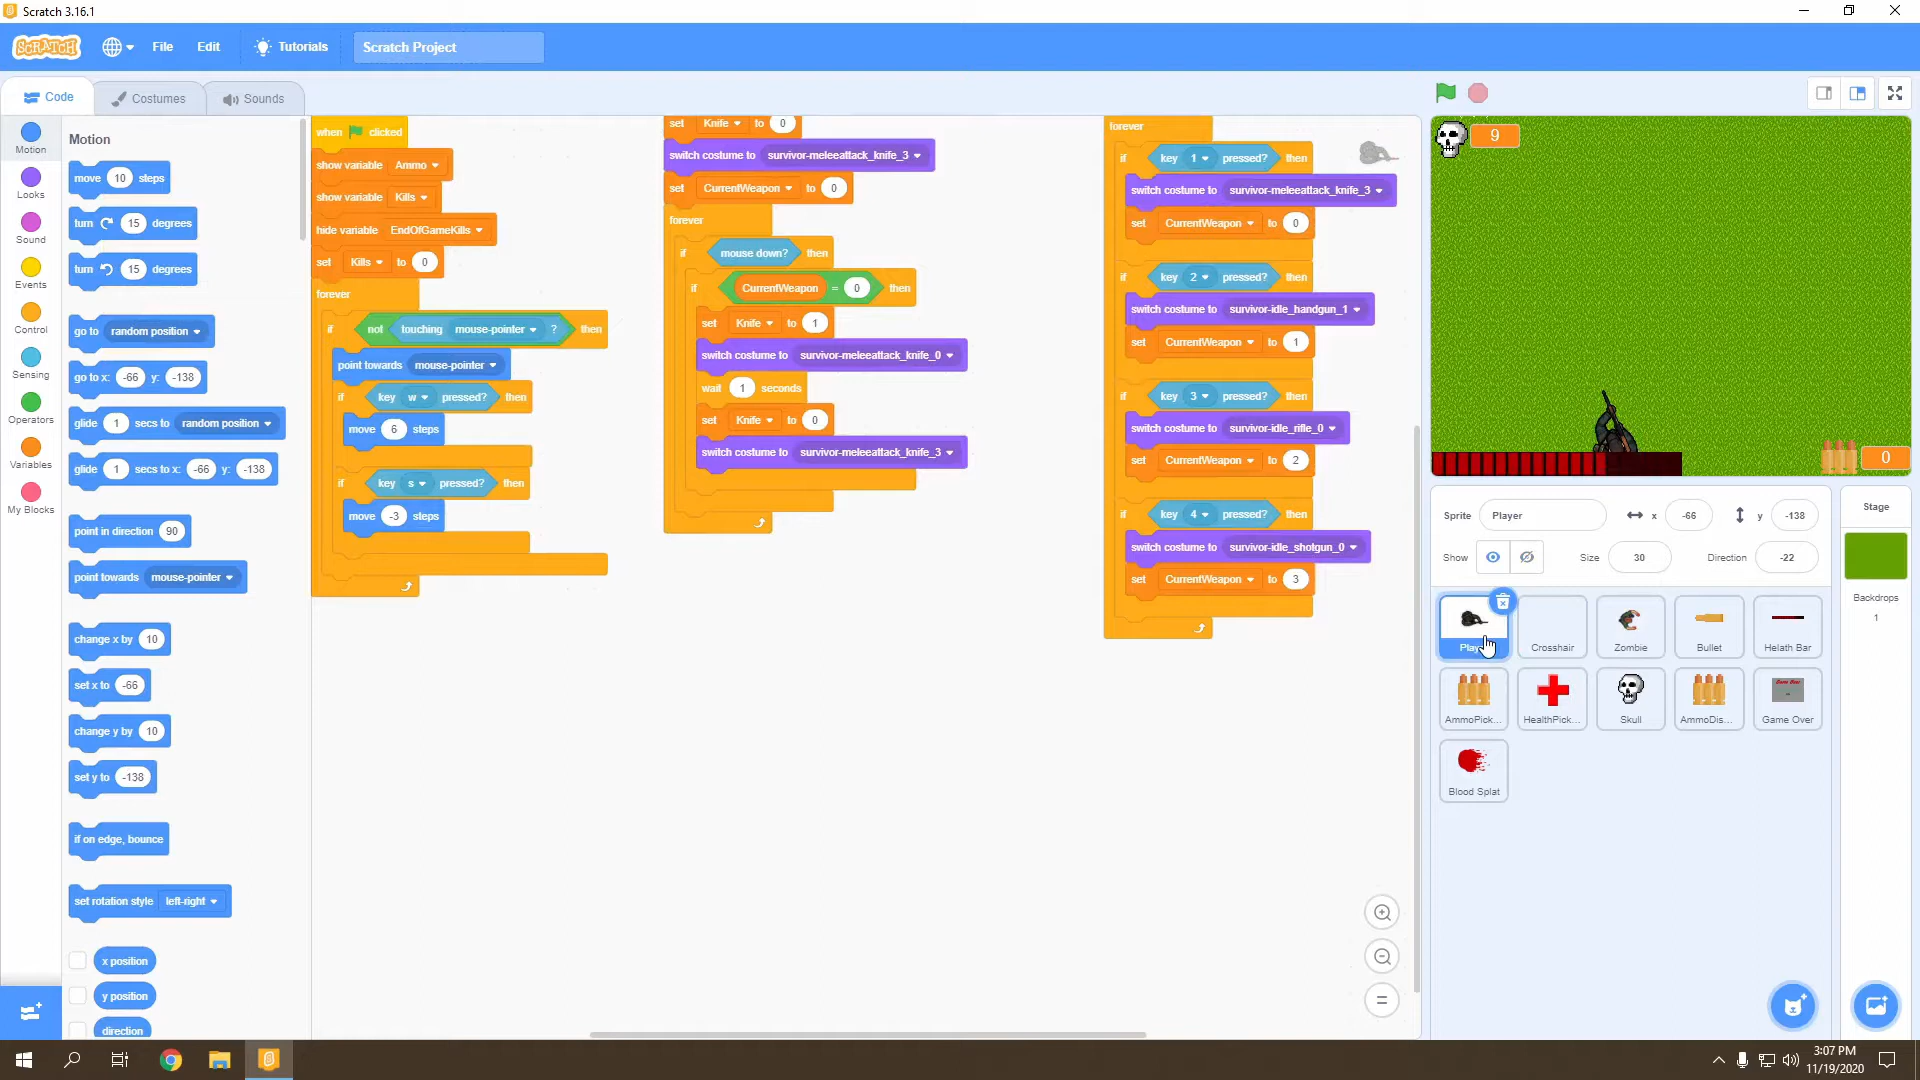 Scratch 3.16.1
SCRATCH
File
Edit
Tutorials
Scratch Project
Code
Costumes
Sounds
Motion
Looks
Sound
Events
Control
Sensing
Operators
Variables
My Blocks
Motion
move 10 steps
turn 15 degrees
turn 15 degrees
go to random position
go to x: -66 y: -138
glide 1 secs to random position
glide 1 secs to x: -66 y: -138
point in direction 90
point towards mouse-pointer
change x by 10
set x to -66
change y by 10
set y to -138
if on edge, bounce
set rotation style left-right
x position
y position
direction
when clicked
show variable Ammo
show variable Kills
hide variable EndOfGameKills
set Kills to 0
forever
if not touching mouse-pointer ? then
point towards mouse-pointer
if key w pressed? then
move 6 steps
if key s pressed? then
move -3 steps
set Knife to 0
switch costume to survivor-meleeattack_knife_3
set CurrentWeapon to 0
forever
if mouse down? then
if CurrentWeapon = 0 then
set Knife to 1
switch costume to survivor-meleeattack_knife_0
wait 1 seconds
set Knife to 0
switch costume to survivor-meleeattack_knife_3
forever
if key 1 pressed? then
switch costume to survivor-meleeattack_knife_3
set CurrentWeapon to 0
if key 2 pressed? then
switch costume to survivor-idle_handgun_1
set CurrentWeapon to 1
if key 3 pressed? then
switch costume to survivor-idle_rifle_0
set CurrentWeapon to 2
if key 4 pressed? then
switch costume to survivor-idle_shotgun_0
set CurrentWeapon to 3
9
0
Sprite Player x -66 y -138
Show Size 30 Direction -22
Stage
Backdrops
1
Crosshair
Zombie
Bullet
Helath Bar
AmmoPick...
HealthPick...
Skull
AmmoDis...
Game Over
Blood Splat
3:07 PM
11/19/2020